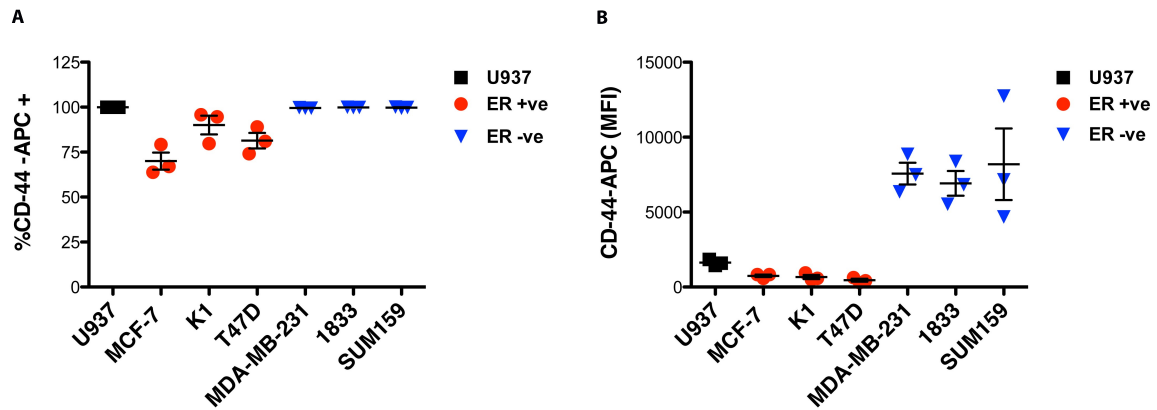 A
%CD-44 -APC +
125
100
75
50
25
0
U937
MCF-7
K1
T47D
MDA-MB-231
1833
SUM159
U937
ER +ve
ER -ve
B
CD-44-APC (MFI)
15000
10000
5000
0
U937
MCF-7
K1
T47D
MDA-MB-231
1833
SUM159
U937
ER +ve
ER -ve